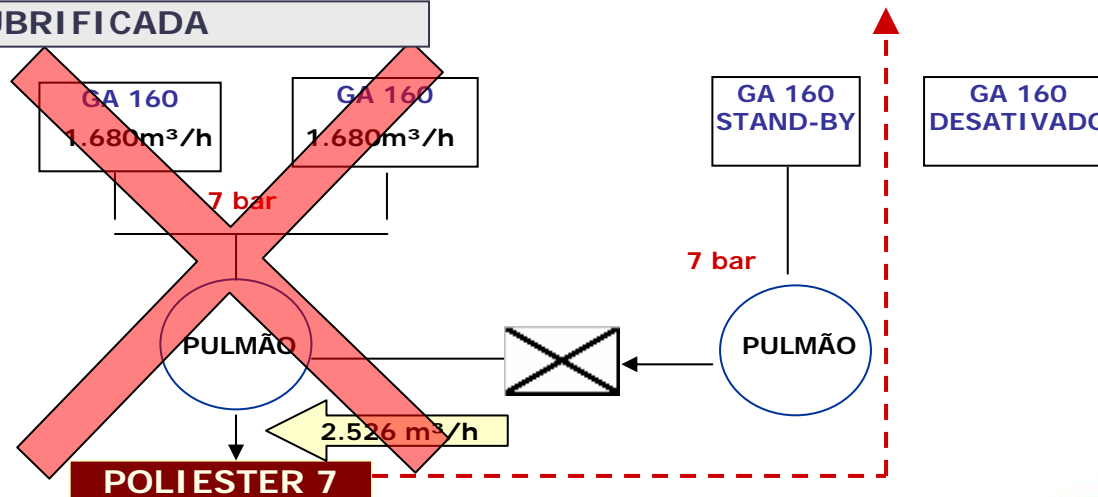 UBRIFICADA
GA 160
1.680m³/h
GA 160
1.680m³/h
7 bar
GA 160
STAND-BY
GA 160
DESATIVADO
7 bar
PULMÃO
PULMÃO
2.526 m³/h
POLIESTER 7